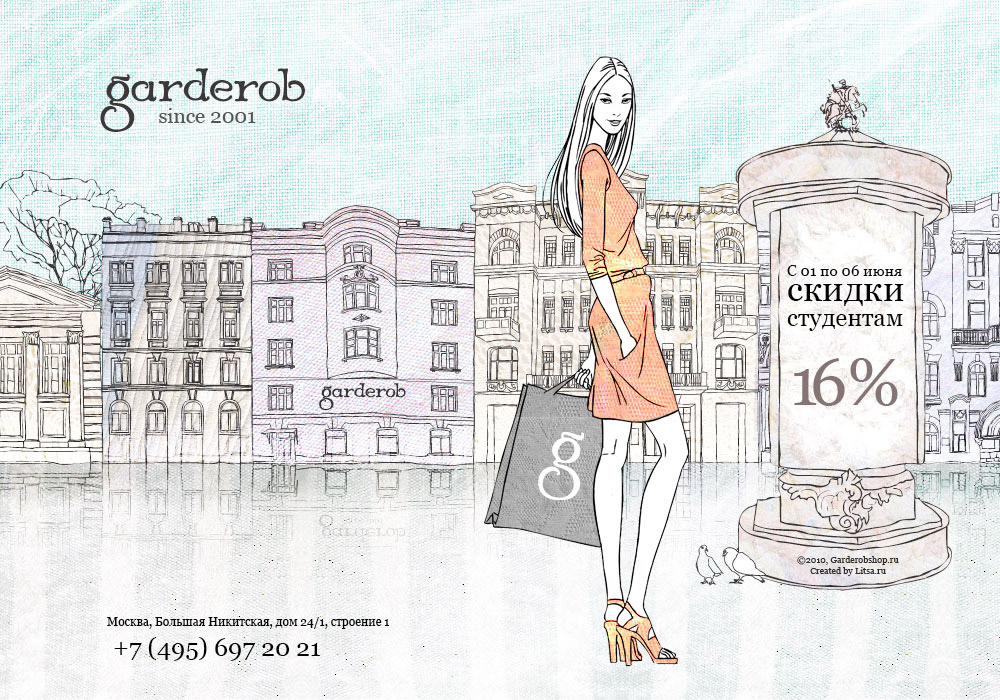 garderob
since 2001
С 01 по 06 июня
скидки
студентам
16%
garderob
g
garderob
©2010, Garderobshop.ru
Created by Litsa.ru
Москва, Большая Никитская, дом 24/1, строение 1
+7 (495) 697 20 21